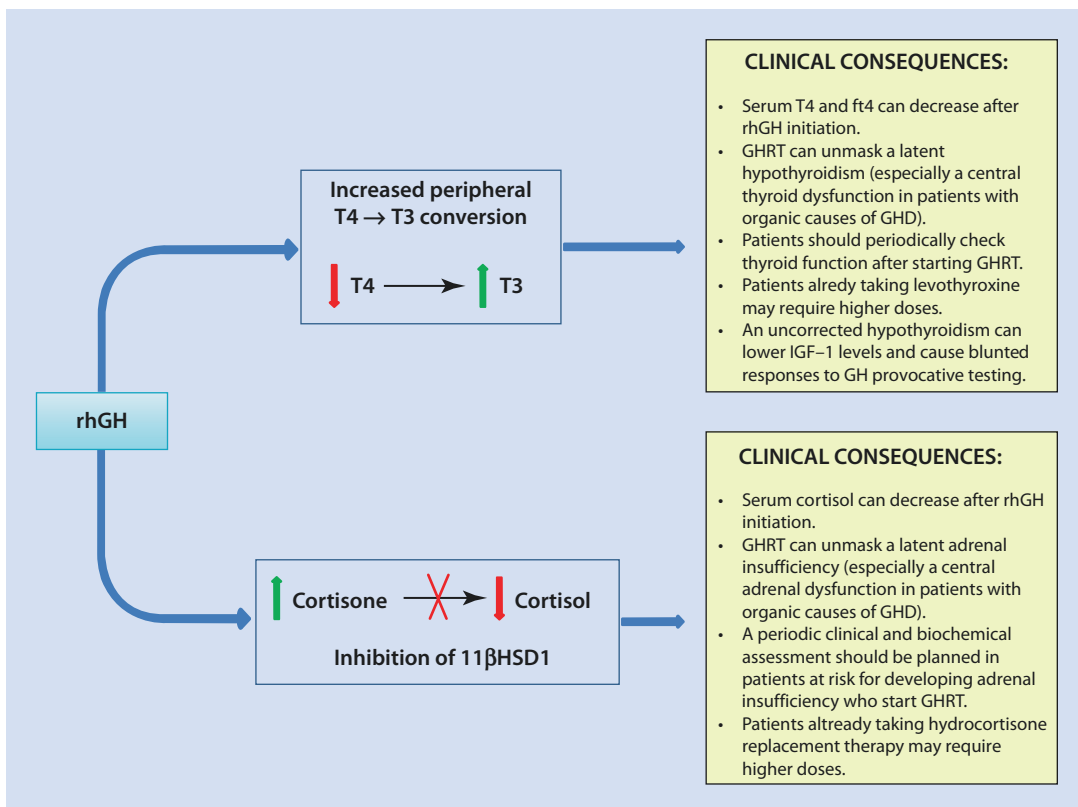 rhGH
Increased peripheral
T4 → T3 conversion
T4 → T3
Cortisone → Cortisol
Inhibition of 11βHSD1
CLINICAL CONSEQUENCES:
• Serum T4 and ft4 can decrease after
rhGH initiation.
• GHRT can unmask a latent
hypothyroidism (especially a central
thyroid dysfunction in patients with
organic causes of GHD).
• Patients should periodically check
thyroid function after starting GHRT.
• Patients alredy taking levothyroxine
may require higher doses.
• An uncorrected hypothyroidism can
lower IGF–1 levels and cause blunted
responses to GH provocative testing.
CLINICAL CONSEQUENCES:
• Serum cortisol can decrease after rhGH
initiation.
• GHRT can unmask a latent adrenal
insufficiency (especially a central
adrenal dysfunction in patients with
organic causes of GHD).
• A periodic clinical and biochemical
assessment should be planned in
patients at risk for developing adrenal
insufficiency who start GHRT.
• Patients altready taking hydrocortisone
replacement therapy may require
higher doses.